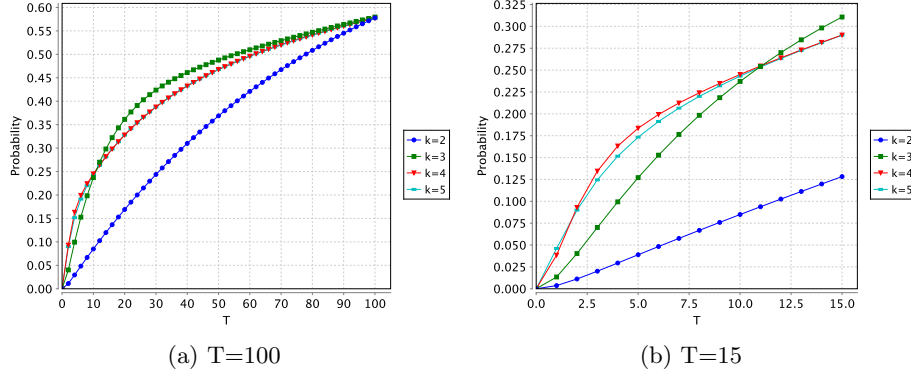 0.60
0.55
0.50
0.45
0.40
0.35
0.30
0.25
0.20
0.15
0.10
0.05
0.00
Probability
0 10 20 30 40 50 60 70 80 90 100
T
k=2
k=3
k=4
k=5
(a) T=100
0.325
0.300
0.275
0.250
0.225
0.200
0.175
0.150
0.125
0.100
0.075
0.050
0.025
0.000
Probability
0.0 2.5 5.0 7.5 10.0 12.5 15.0
T
k=2
k=3
k=4
k=5
(b) T=15